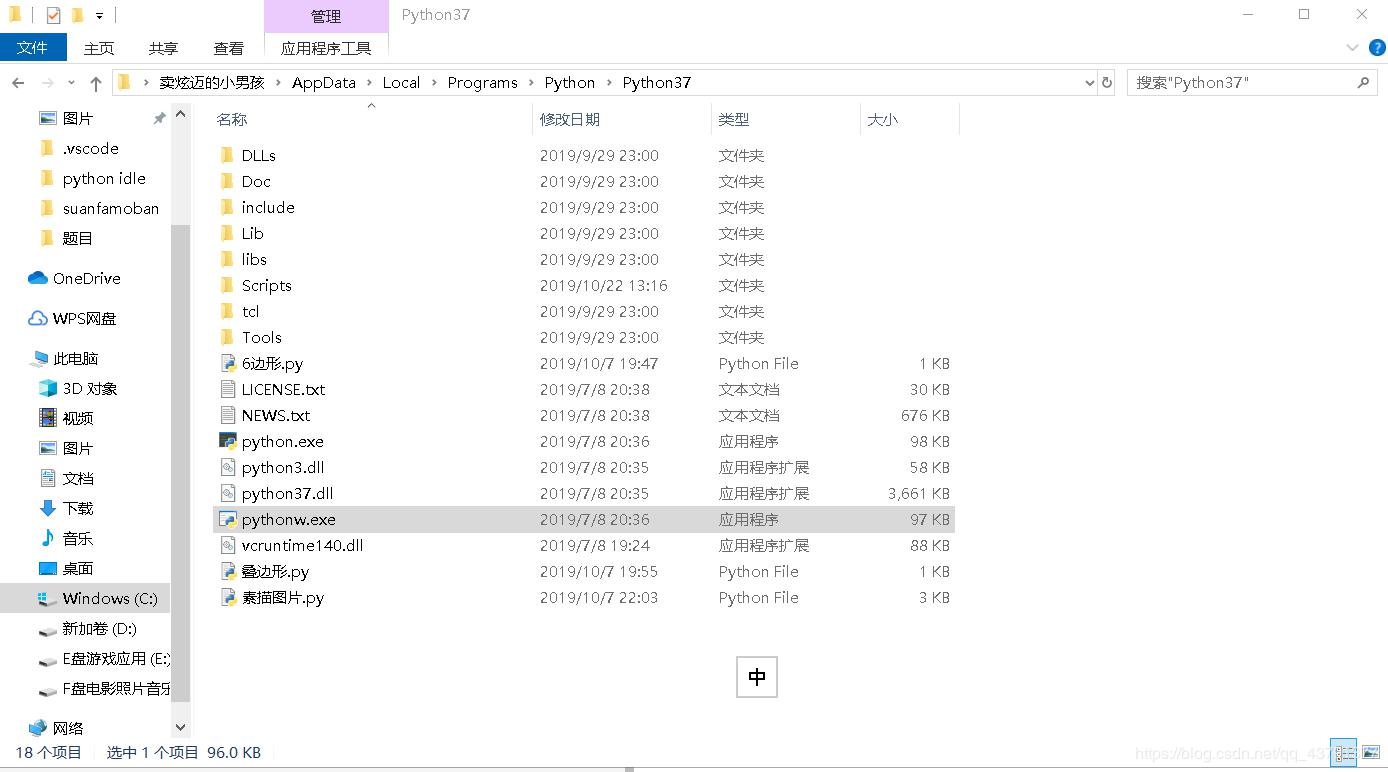 管理 Python37
文件 主页 共享 查看 应用程序工具
卖炫迈的小男孩 › AppData › Local › Programs › Python › Python37 搜索"Python37"
名称 修改日期 类型 大小
图片
.vscode
python idle
suanfamoban
题目
OneDrive
WPS网盘
此电脑
3D 对象
视频
图片
文档
下载
音乐
桌面
Windows (C:)
新加卷 (D:)
E盘游戏应用 (E:)
F盘电影照片音乐
网络
DLLs 2019/9/29 23:00 文件夹
Doc 2019/9/29 23:00 文件夹
include 2019/9/29 23:00 文件夹
Lib 2019/9/29 23:00 文件夹
libs 2019/9/29 23:00 文件夹
Scripts 2019/10/22 13:16 文件夹
tcl 2019/9/29 23:00 文件夹
Tools 2019/9/29 23:00 文件夹
6边形.py 2019/10/7 19:47 Python File 1 KB
LICENSE.txt 2019/7/8 20:38 文本文档 30 KB
NEWS.txt 2019/7/8 20:38 文本文档 676 KB
python.exe 2019/7/8 20:36 应用程序 98 KB
python3.dll 2019/7/8 20:35 应用程序扩展 58 KB
python37.dll 2019/7/8 20:35 应用程序扩展 3,661 KB
pythonw.exe 2019/7/8 20:36 应用程序 97 KB
vcruntime140.dll 2019/7/8 19:24 应用程序扩展 88 KB
叠边形.py 2019/10/7 19:55 Python File 1 KB
素描图片.py 2019/10/7 22:03 Python File 3 KB
中
18 个项目 选中 1 个项目 96.0 KB